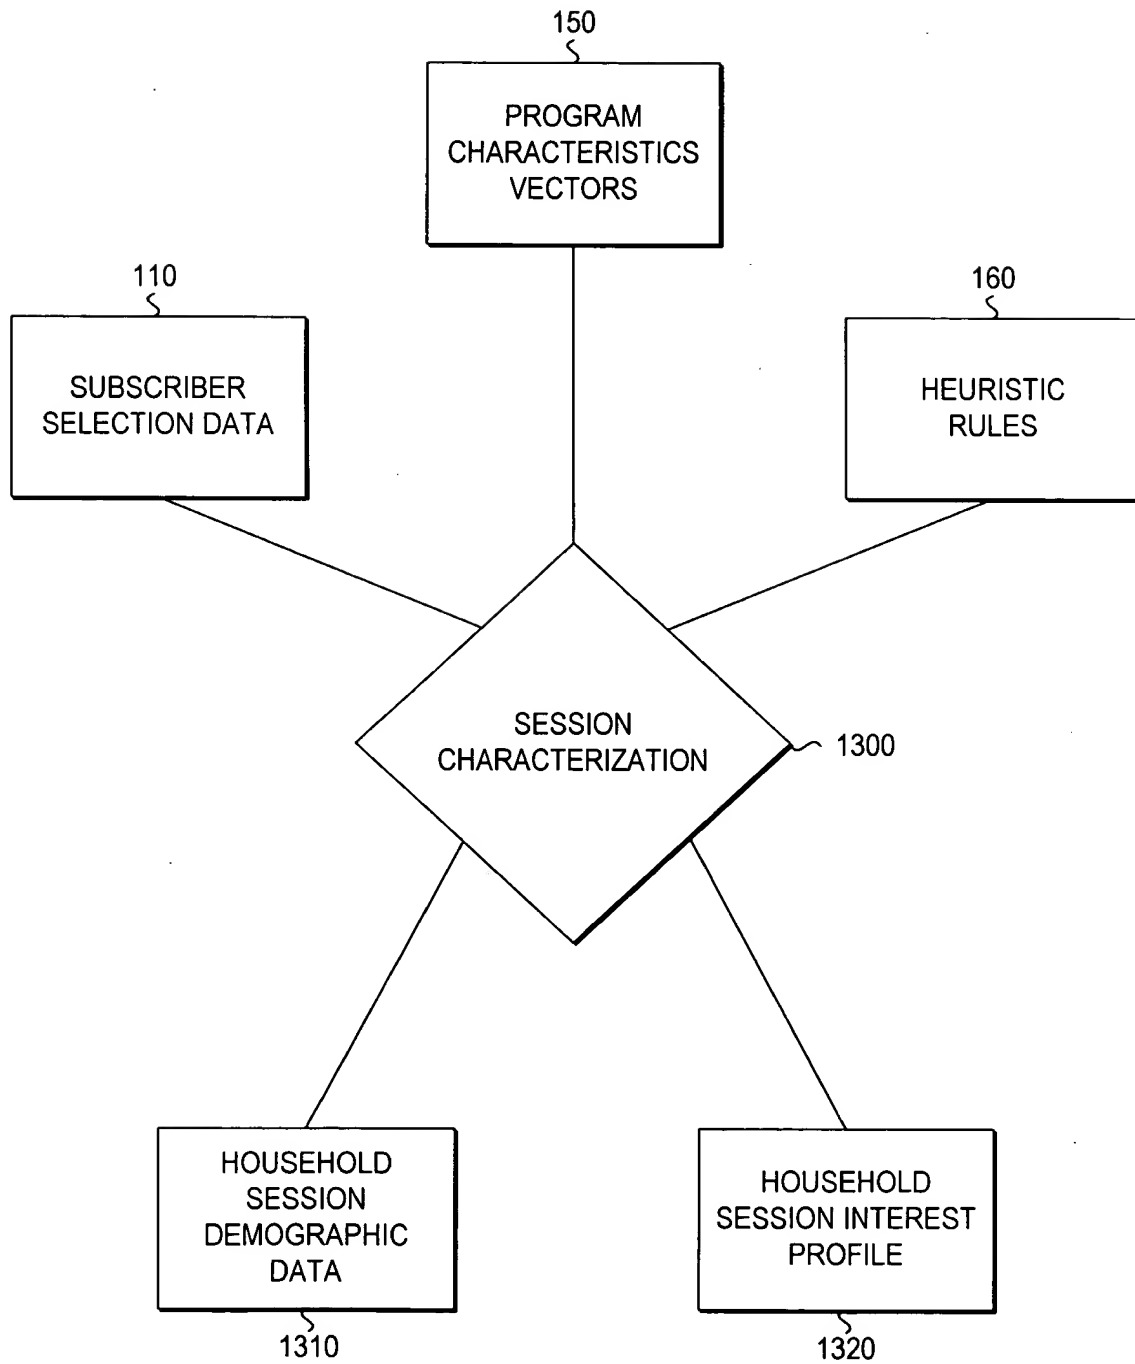 150
PROGRAM
CHARACTERISTICS
VECTORS
110
SUBSCRIBER
SELECTION DATA
160
HEURISTIC
RULES
SESSION
CHARACTERIZATION
1300
HOUSEHOLD
SESSION
DEMOGRAPHIC
DATA
1310
HOUSEHOLD
SESSION INTEREST
PROFILE
1320